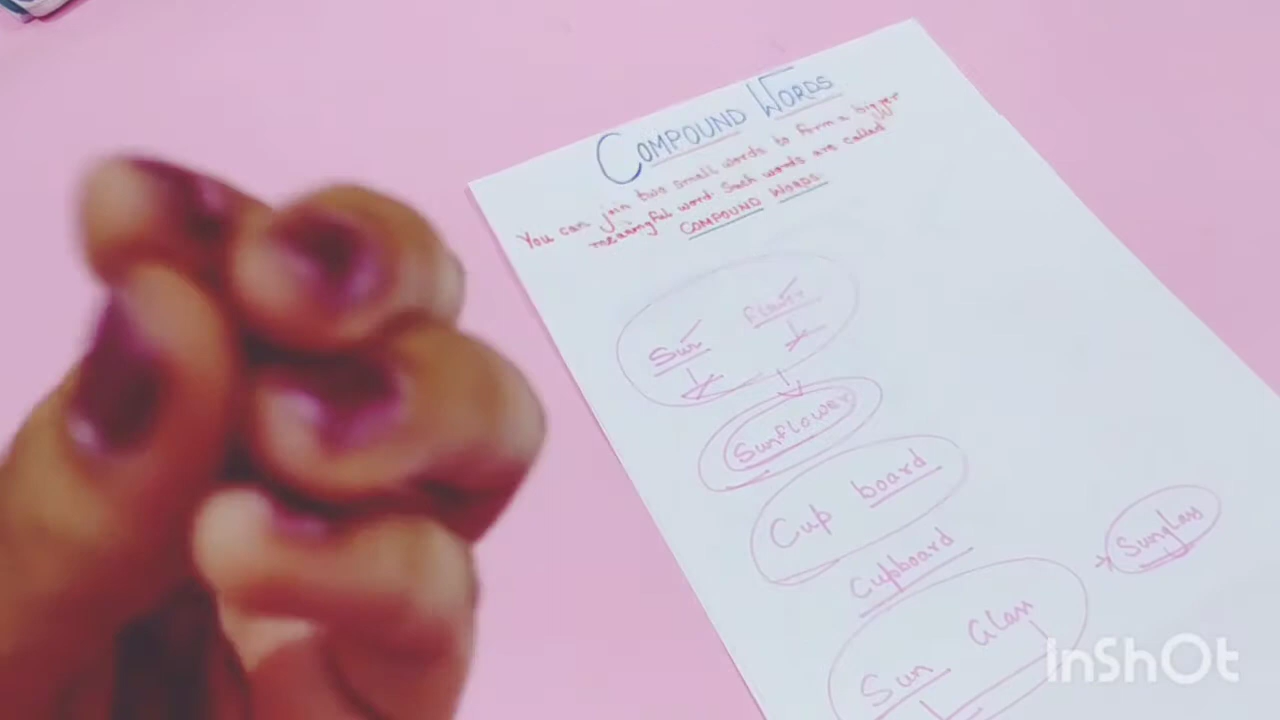 COMPOUND WORDS
You can join two small words to form a bigger
meaningful word. Such words are called
COMPOUND WORDS
Sun flower
Sunflower
Cup board
Cupboard
Sun Glass
Sunglass
InShOt